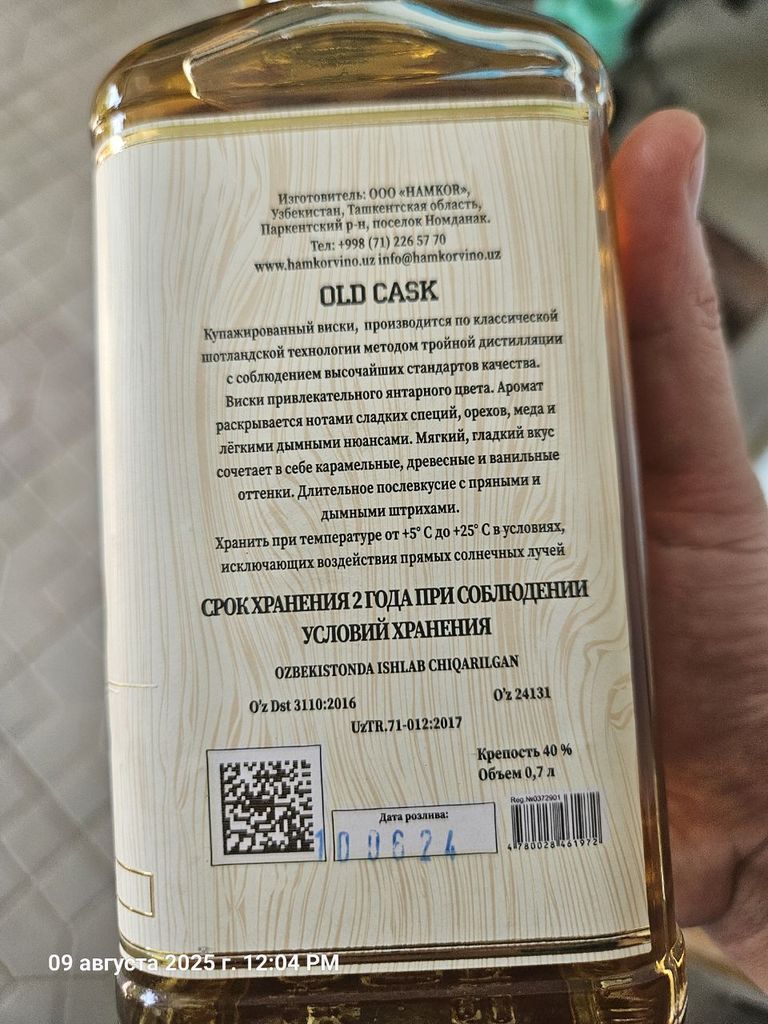 Изготовитель: ООО «HAMKOR»,
Узбекистан, Ташкентская область,
Паркентский р-н, поселок Номданак.
Тел: +998 (71) 226 57 70
www.hamkorvino.uz info@hamkorvino.uz
OLD CASK
Купажированный виски, производится по классической
шотландской технологии методом тройной дистилляции
с соблюдением высочайших стандартов качества.
Виски привлекательного янтарного цвета. Аромат
раскрывается нотами сладких специй, орехов, меда и
лёгкими дымными нюансами. Мягкий, гладкий вкус
сочетает в себе карамельные, древесные и ванильные
оттенки. Длительное послевкусие с пряными и
дымными штрихами.
Хранить при температуре от +5° С до +25° С в условиях,
исключающих воздействия прямых солнечных лучей
СРОК ХРАНЕНИЯ 2 ГОДА ПРИ СОБЛЮДЕНИИ
УСЛОВИЙ ХРАНЕНИЯ
OZBEKISTONDA ISHLAB CHIQARILGAN
O'z Dst 3110:2016 O'z 24131
UzTR.71-012:2017
Крепость 40 %
Объем 0,7 л
Дата розлива:
100624
Reg.№0372901
4 780028 461972
09 августа 2025 г. 12:04 PM